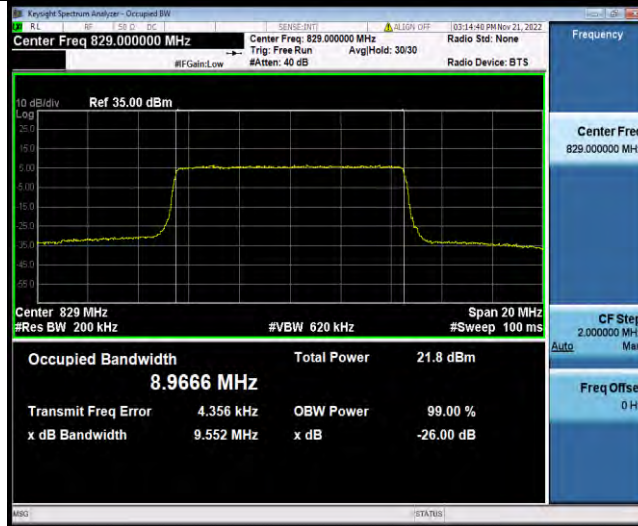 Keysight Spectrum Analyzer - Occupied BW
RL RF 50 Ω DC SENSE:INT ALIGN OFF 03:14:40 PM Nov 21, 2022
Center Freq 829.000000 MHz
Center Freq: 829.000000 MHz
Radio Std: None
Trig: Free Run Avg|Hold: 30/30
#IFGain:Low
#Atten: 40 dB
Radio Device: BTS
Frequency
10 dB/div
Ref 35.00 dBm
Log
25.0
15.0
5.00
-5.00
-15.0
-25.0
-35.0
-45.0
-55.0
Center Freq
829.000000 MHz
Center 829 MHz
Span 20 MHz
#Res BW 200 kHz
#VBW 620 kHz
#Sweep 100 ms
CF Step
2.000000 MHz
Auto Man
Occupied Bandwidth
8.9666 MHz
Total Power 21.8 dBm
Transmit Freq Error 4.356 kHz
OBW Power 99.00 %
x dB Bandwidth 9.552 MHz
x dB -26.00 dB
Freq Offset
0 Hz
MSG
STATUS